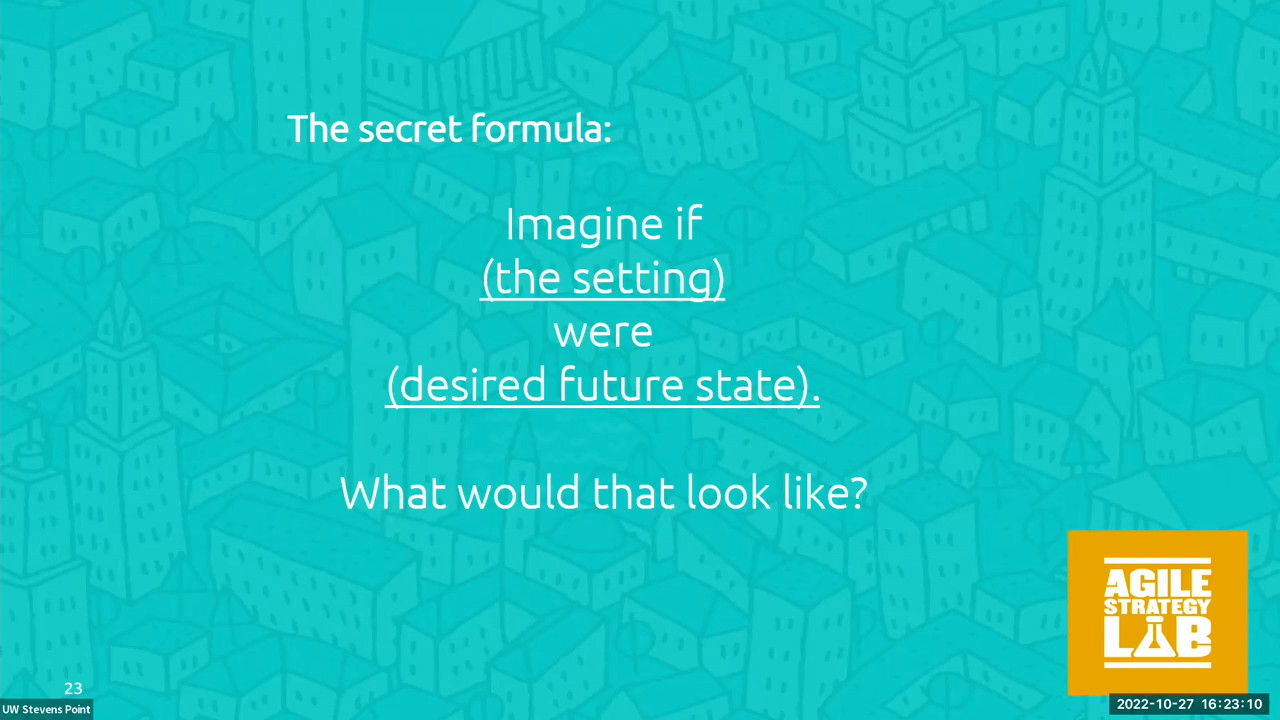 The secret formula:
Imagine if
(the setting)
were
(desired future state).
What would that look like?
AGILE
STRATEGY
LAB
23
UW Stevens Point
2022-10-27 16:23:10